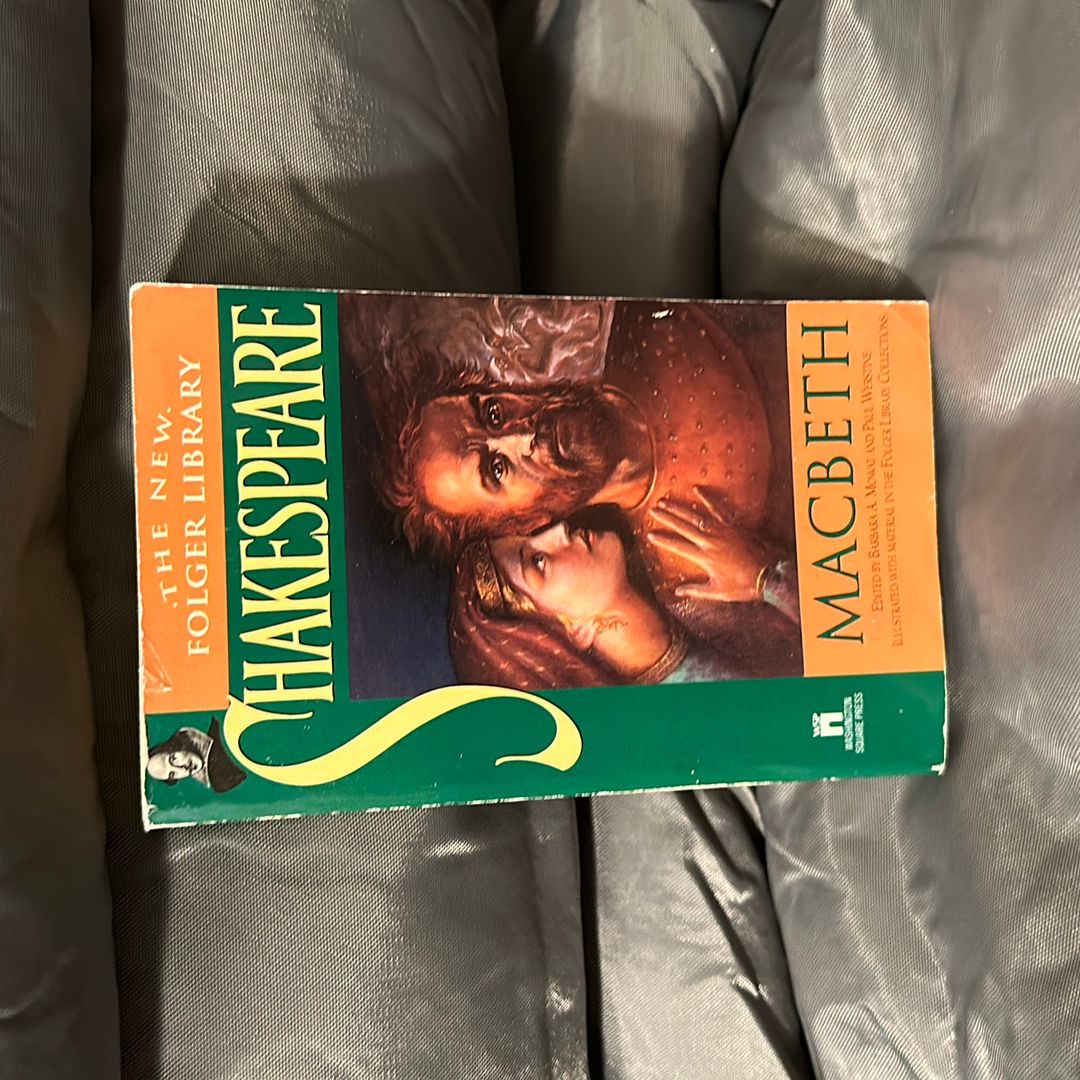 THE NEW
FOLGER LIBRARY
SHAKESPEARE
MACBETH
EDITED BY BARBARA A. MOWAT AND PAUL WERSTINE
ILLUSTRATED WITH MATERIAL IN THE FOLGER LIBRARY COLLECTIONS
WSP
WASHINGTON
SQUARE PRESS